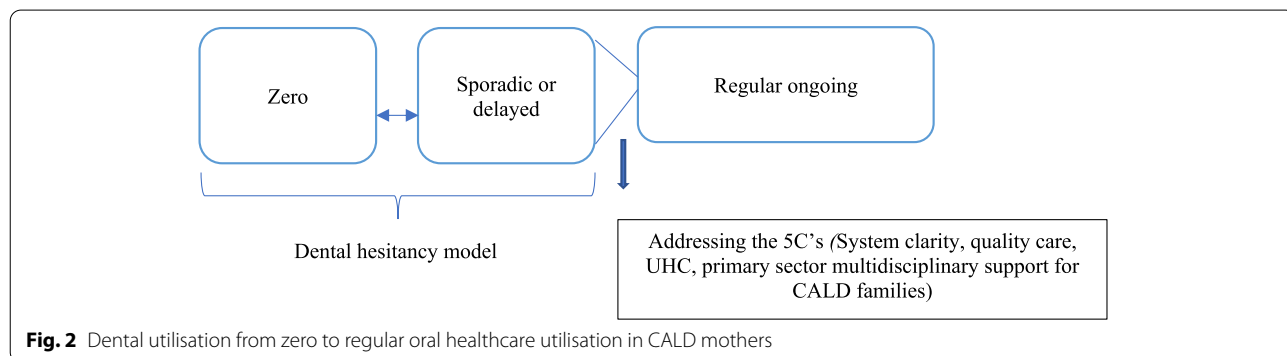 Zero
Sporadic or
delayed
Regular ongoing
Dental hesitancy model
Addressing the 5C's (System clarity, quality care,
UHC, primary sector multidisciplinary support for
CALD families)
Fig. 2 Dental utilisation from zero to regular oral healthcare utilisation in CALD mothers